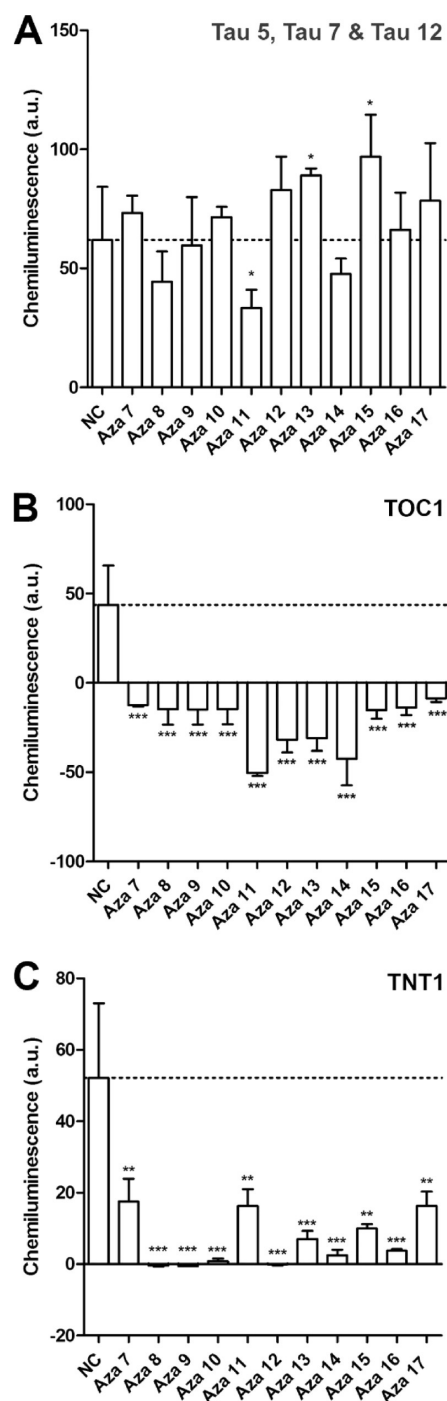 A
Tau 5, Tau 7 & Tau 12
Chemiluminescence (a.u.)
150
100
50
0
*
*
*
NC
Aza 7
Aza 8
Aza 9
Aza 10
Aza 11
Aza 12
Aza 13
Aza 14
Aza 15
Aza 16
Aza 17
B
TOC1
Chemiluminescence (a.u.)
100
50
0
-50
-100
***
***
***
***
***
***
***
***
***
***
***
NC
Aza 7
Aza 8
Aza 9
Aza 10
Aza 11
Aza 12
Aza 13
Aza 14
Aza 15
Aza 16
Aza 17
C
TNT1
Chemiluminescence (a.u.)
80
60
40
20
0
-20
**
***
***
***
**
***
***
***
**
***
**
NC
Aza 7
Aza 8
Aza 9
Aza 10
Aza 11
Aza 12
Aza 13
Aza 14
Aza 15
Aza 16
Aza 17